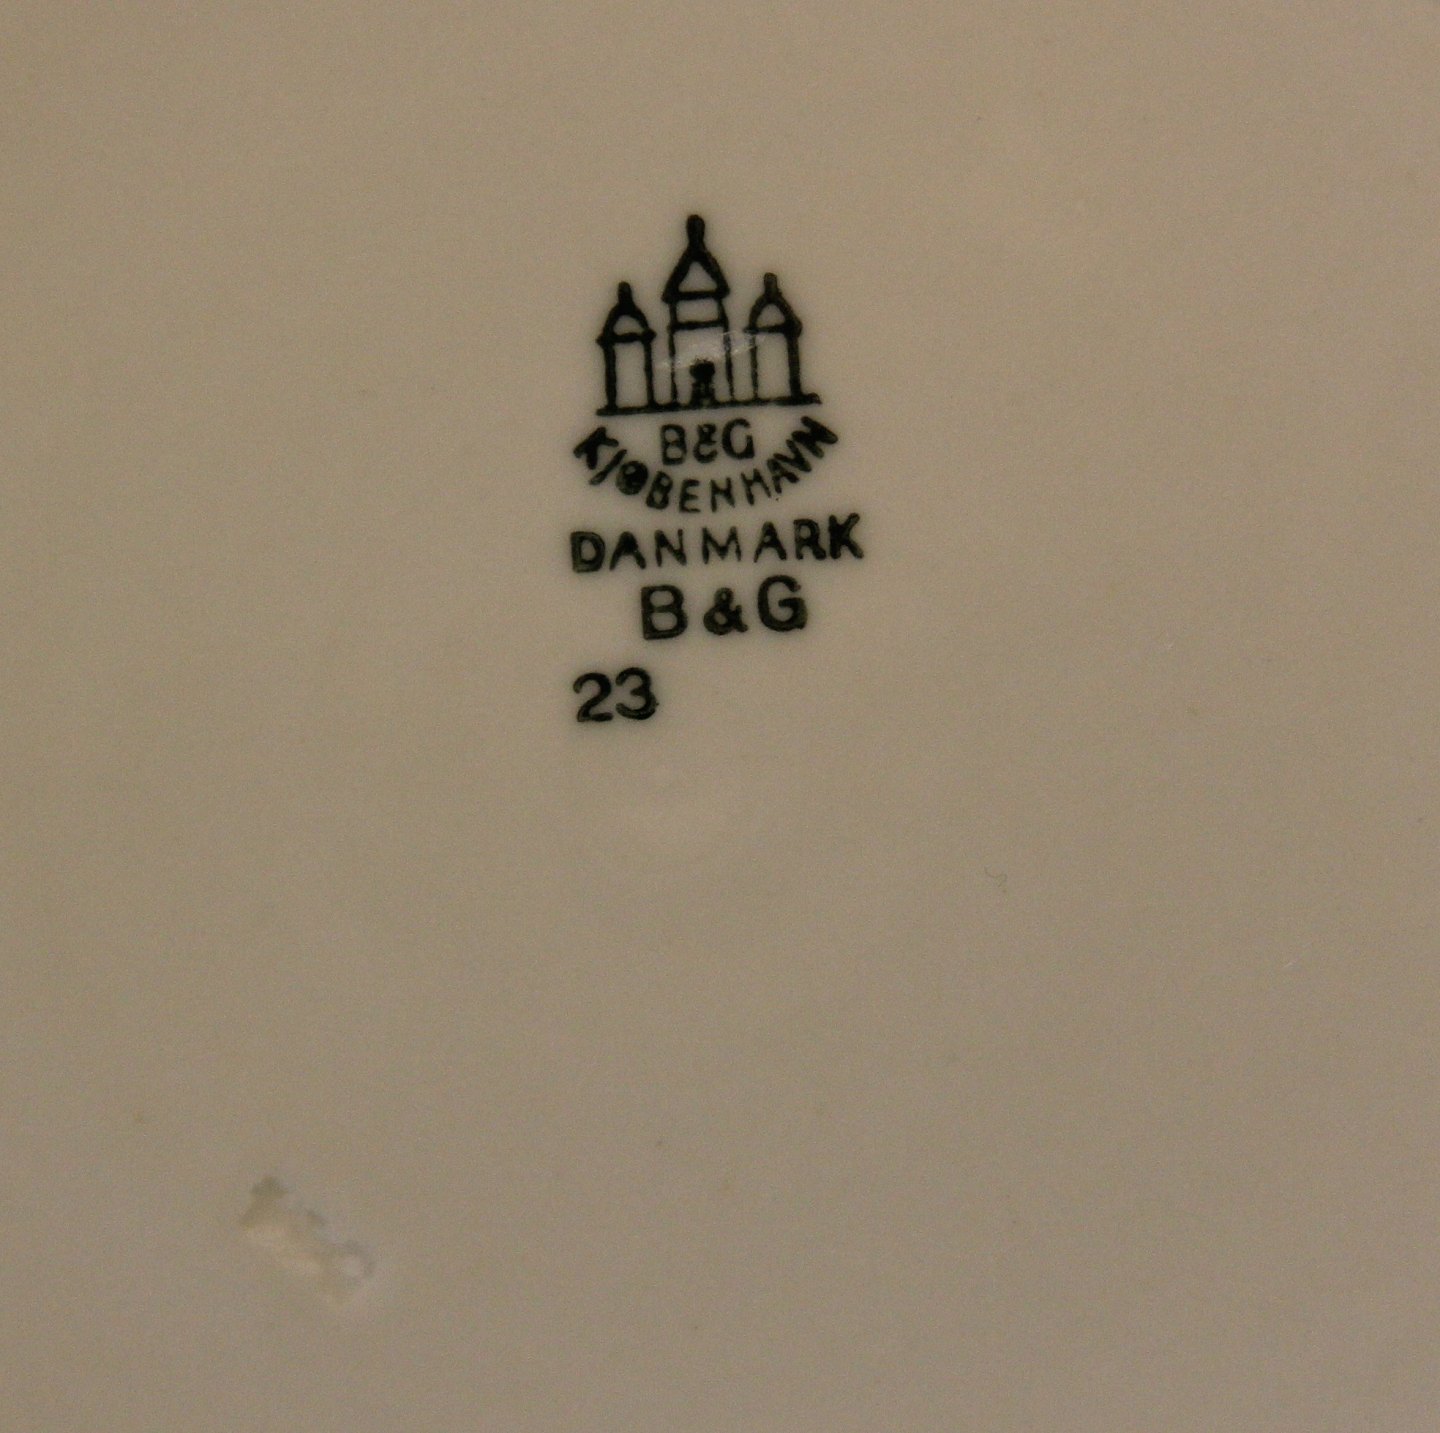 B&G
KJØBENHAVN
DANMARK
B & G
23